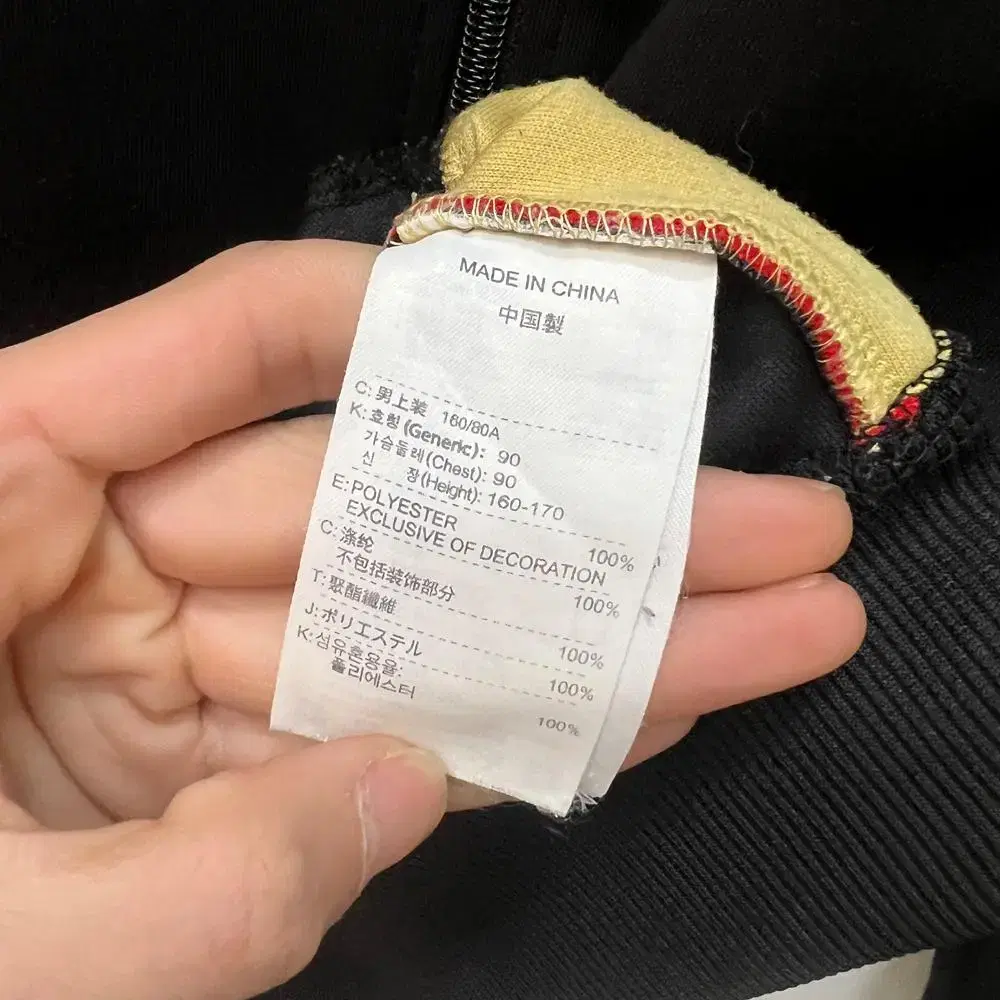 MADE IN CHINA
中国製
C: 男上装 160/80A
K: 호칭 (Generic): 90
가슴둘레(Chest): 90
신 장(Height): 160-170
E: POLYESTER 100%
EXCLUSIVE OF DECORATION
C: 涤纶 100%
不包括装饰部分
T: 聚酯纖維 100%
J: ポリエステル 100%
K: 섬유혼용율:
폴리에스터 100%